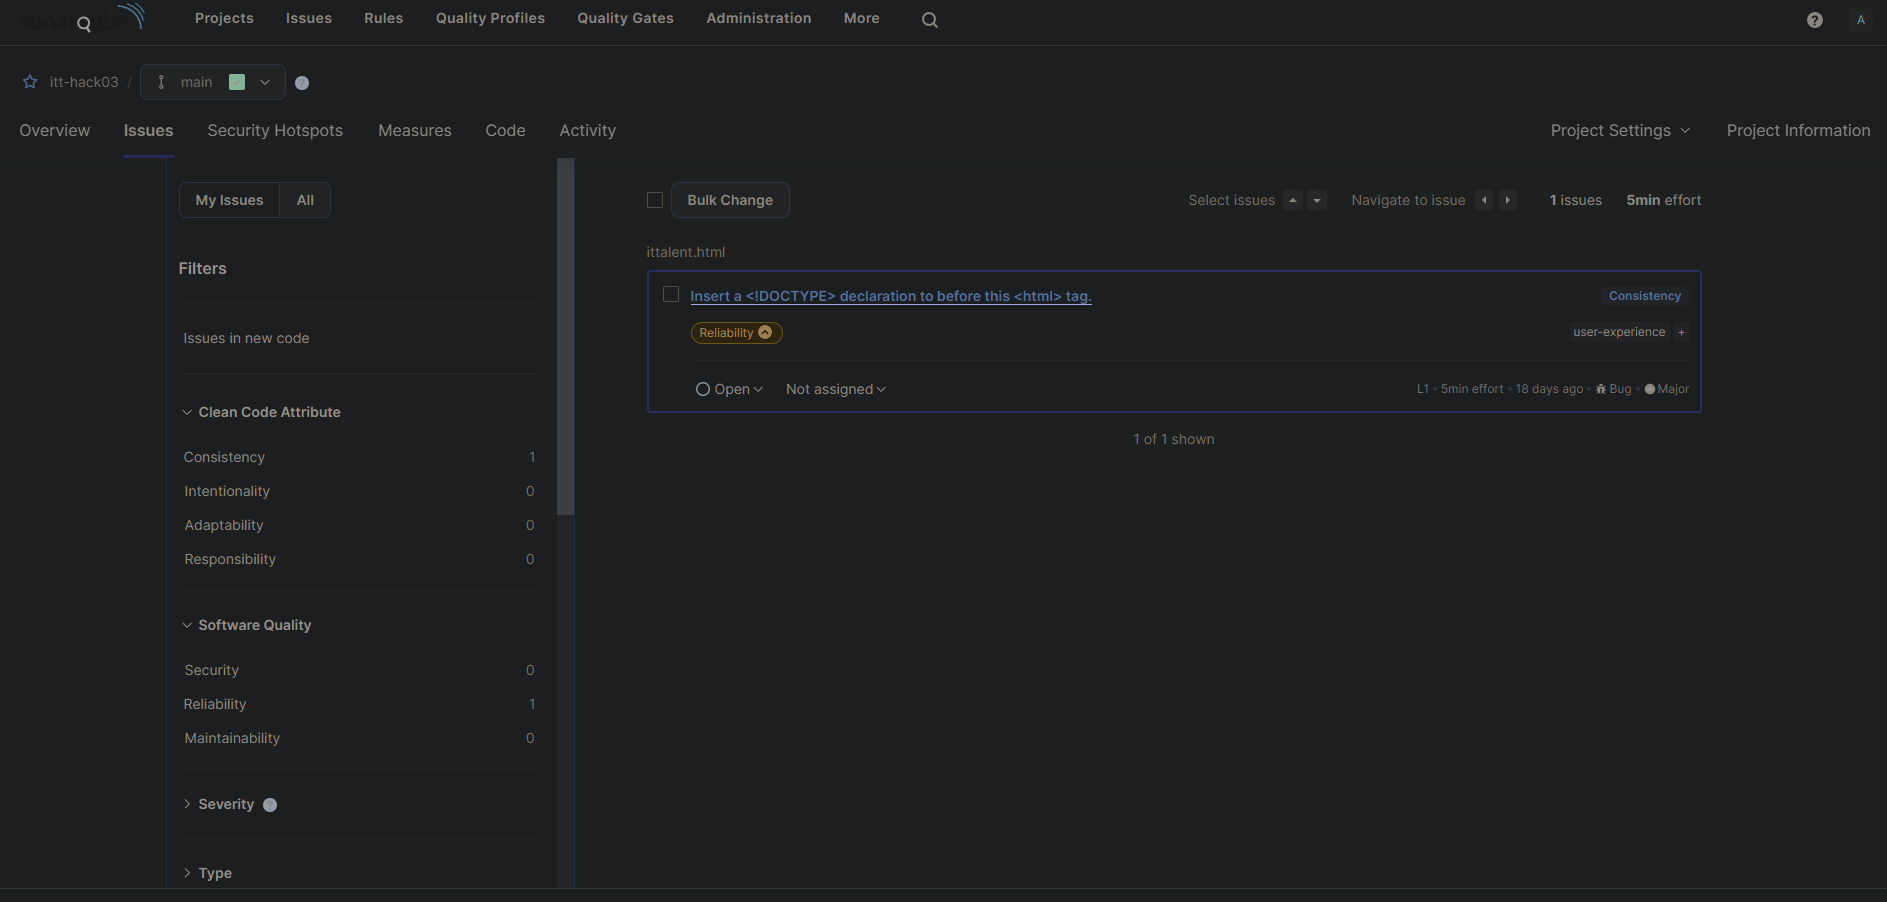 Projects Issues Rules Quality Profiles Quality Gates Administration More
? A
itt-hack03 / main
Overview Issues Security Hotspots Measures Code Activity Project Settings Project Information
My Issues All
Bulk Change Select issues Navigate to issue 1 issues 5min effort
Filters
Issues in new code
Clean Code Attribute
Consistency 1
Intentionality 0
Adaptability 0
Responsibility 0
Software Quality
Security 0
Reliability 1
Maintainability 0
Severity
Type
ittalent.html
Insert a <!DOCTYPE> declaration to before this <html> tag. Consistency
Reliability user-experience +
Open Not assigned L1 • 5min effort • 18 days ago • Bug • Major
1 of 1 shown